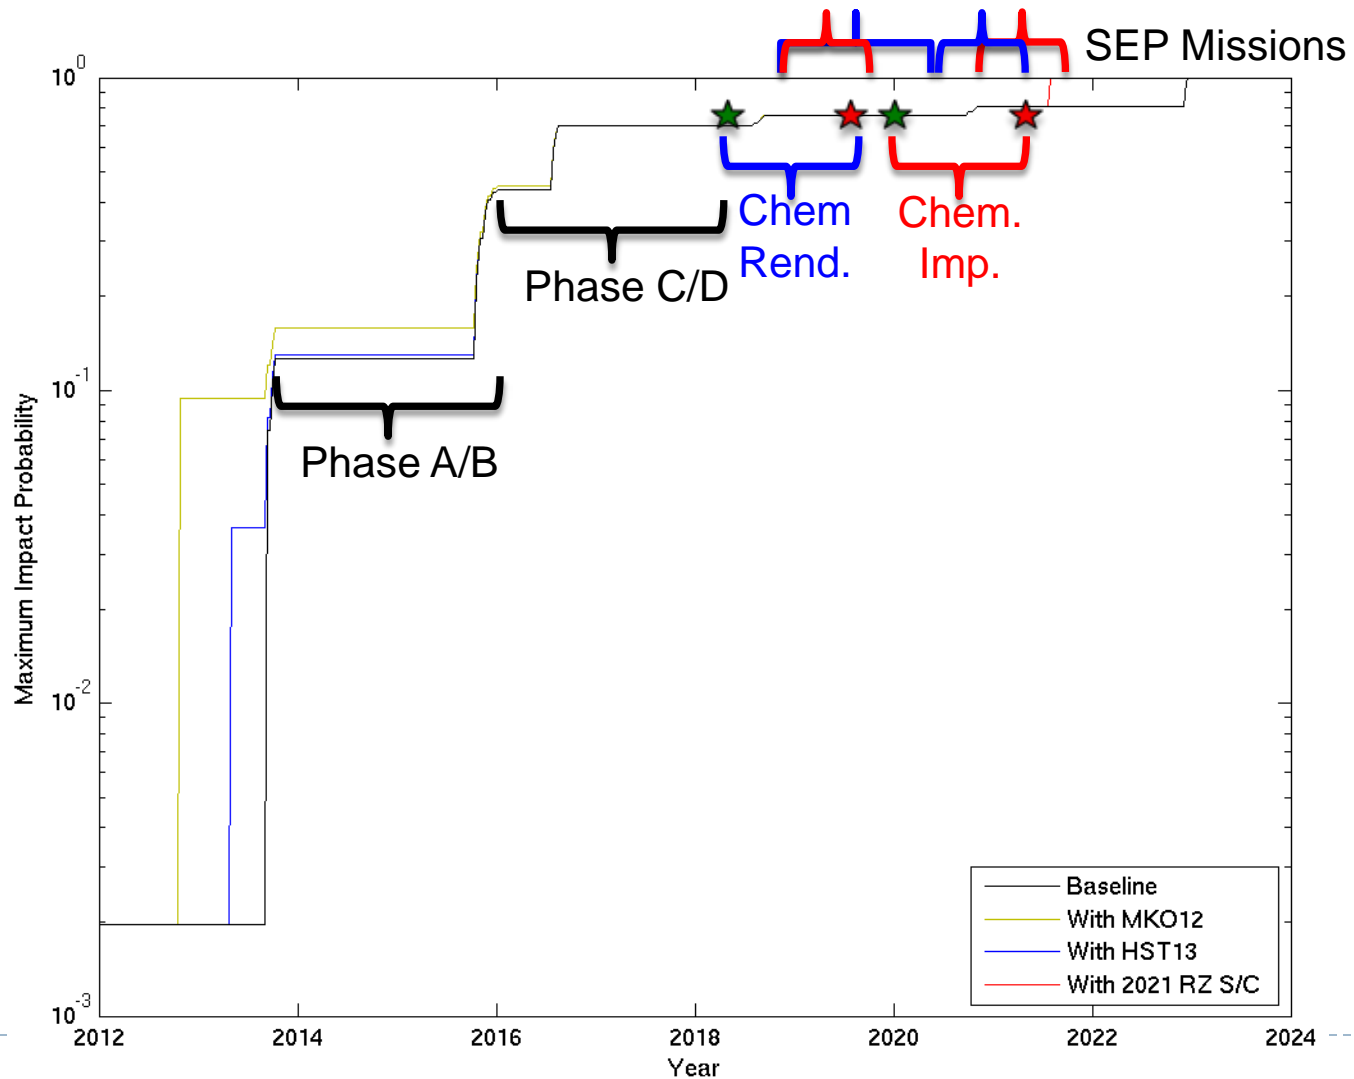 SEP Missions
10^0
Chem
Rend.
Chem.
Imp.
Phase C/D
10^-1
Phase A/B
Maximum Impact Probability
10^-2
Baseline
With MKO12
With HST13
With 2021 RZ S/C
10^-3
2012 2014 2016 2018 2020 2022 2024
Year